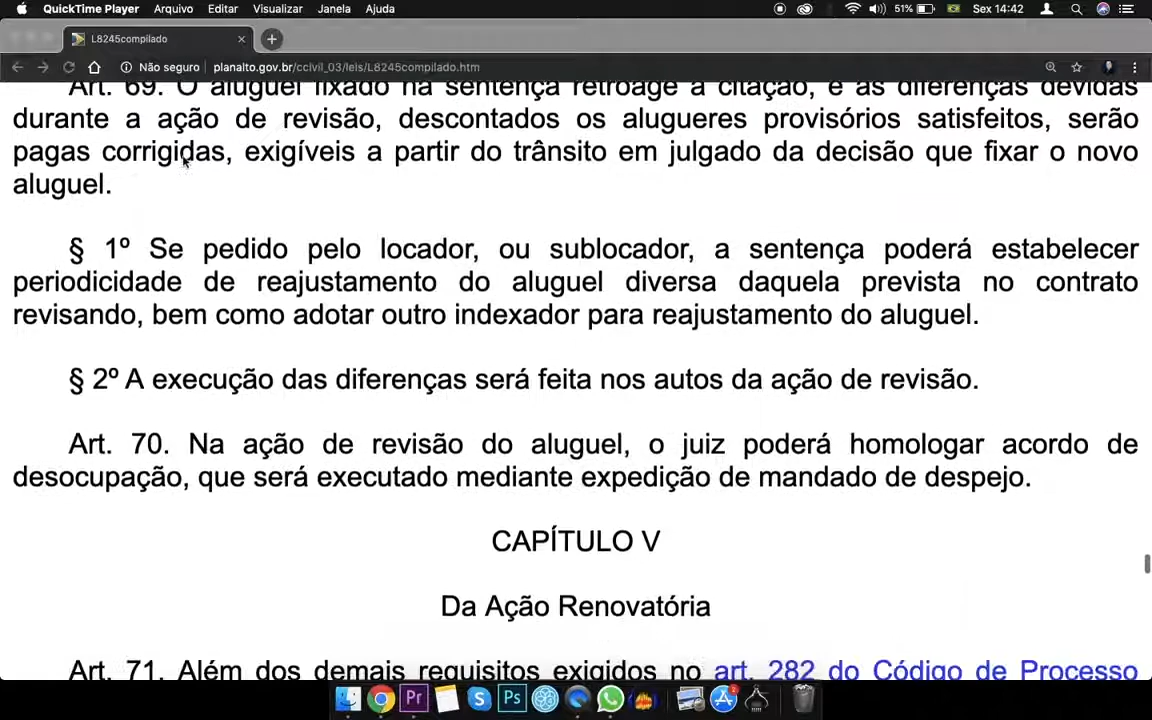 QuickTime Player Arquivo Editar Visualizar Janela Ajuda 51% Sex 14:42
L8245compilado
Não seguro planalto.gov.br/ccivil_03/leis/L8245compilado.htm
Art. 69. O aluguel fixado na sentença retroage à citação, e as diferenças devidas
durante a ação de revisão, descontados os alugueres provisórios satisfeitos, serão
pagas corrigidas, exigíveis a partir do trânsito em julgado da decisão que fixar o novo
aluguel.
§ 1º Se pedido pelo locador, ou sublocador, a sentença poderá estabelecer
periodicidade de reajustamento do aluguel diversa daquela prevista no contrato
revisando, bem como adotar outro indexador para reajustamento do aluguel.
§ 2º A execução das diferenças será feita nos autos da ação de revisão.
Art. 70. Na ação de revisão do aluguel, o juiz poderá homologar acordo de
desocupação, que será executado mediante expedição de mandado de despejo.
CAPÍTULO V
Da Ação Renovatória
Art. 71. Além dos demais requisitos exigidos no art. 282 do Código de Processo
Pr S Ps